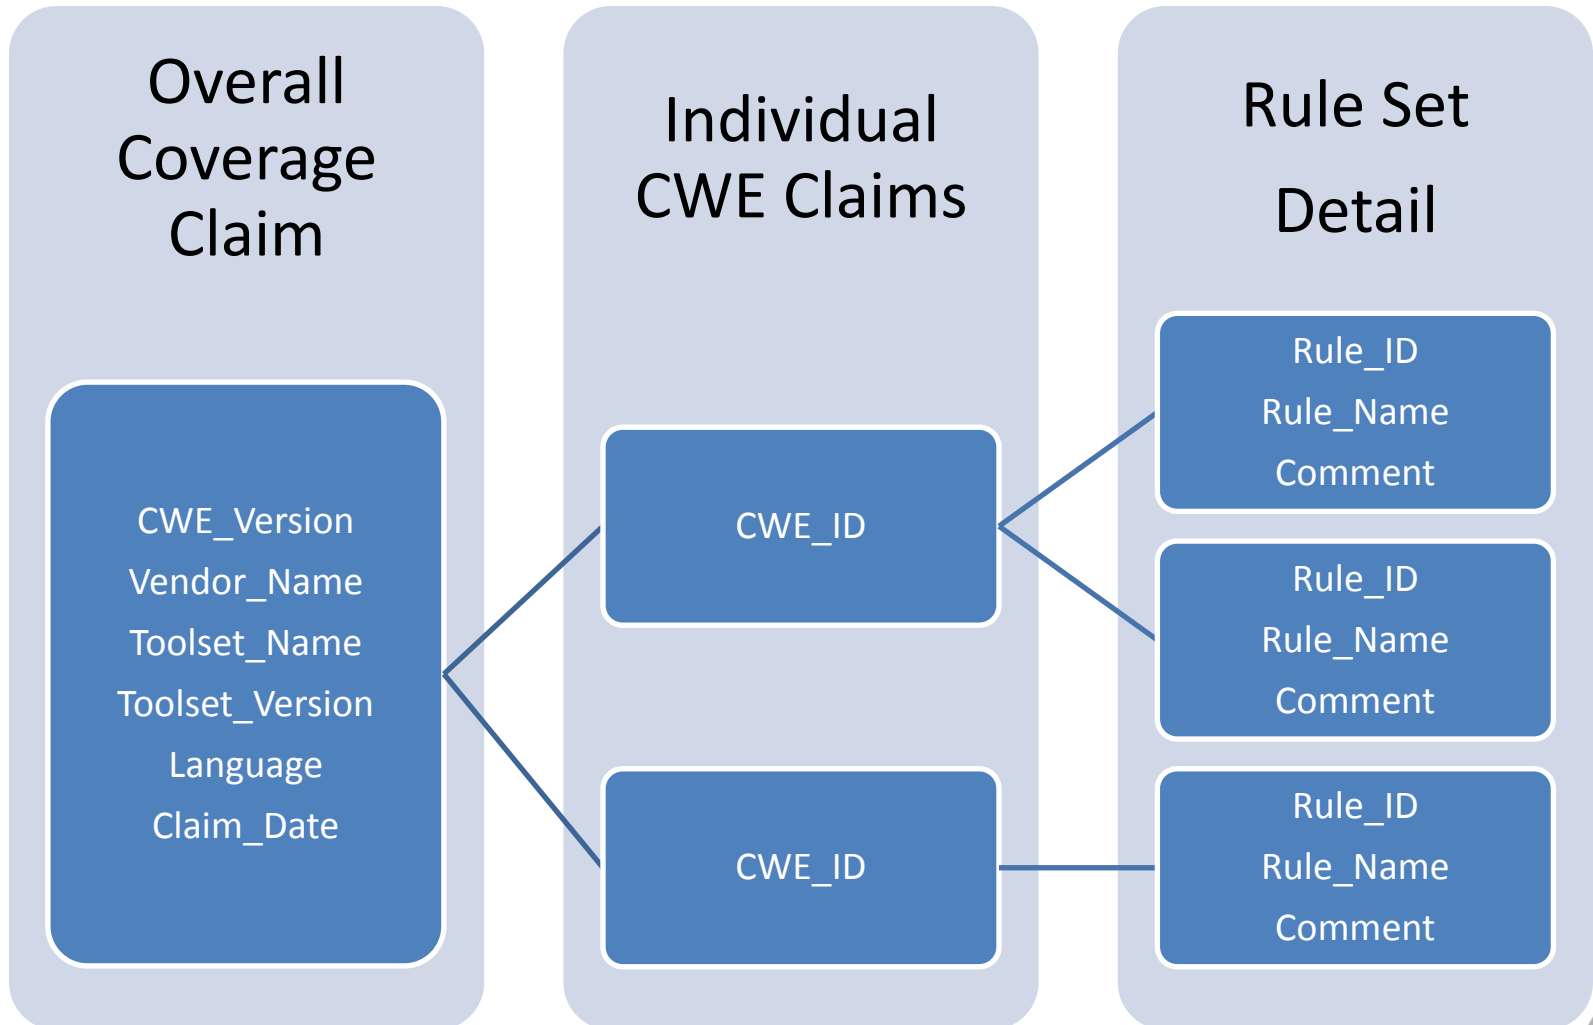 Overall
Coverage
Claim
CWE_Version
Vendor_Name
Toolset_Name
Toolset_Version
Language
Claim_Date
Individual
CWE Claims
CWE_ID
CWE_ID
Rule Set
Detail
Rule_ID
Rule_Name
Comment
Rule_ID
Rule_Name
Comment
Rule_ID
Rule_Name
Comment